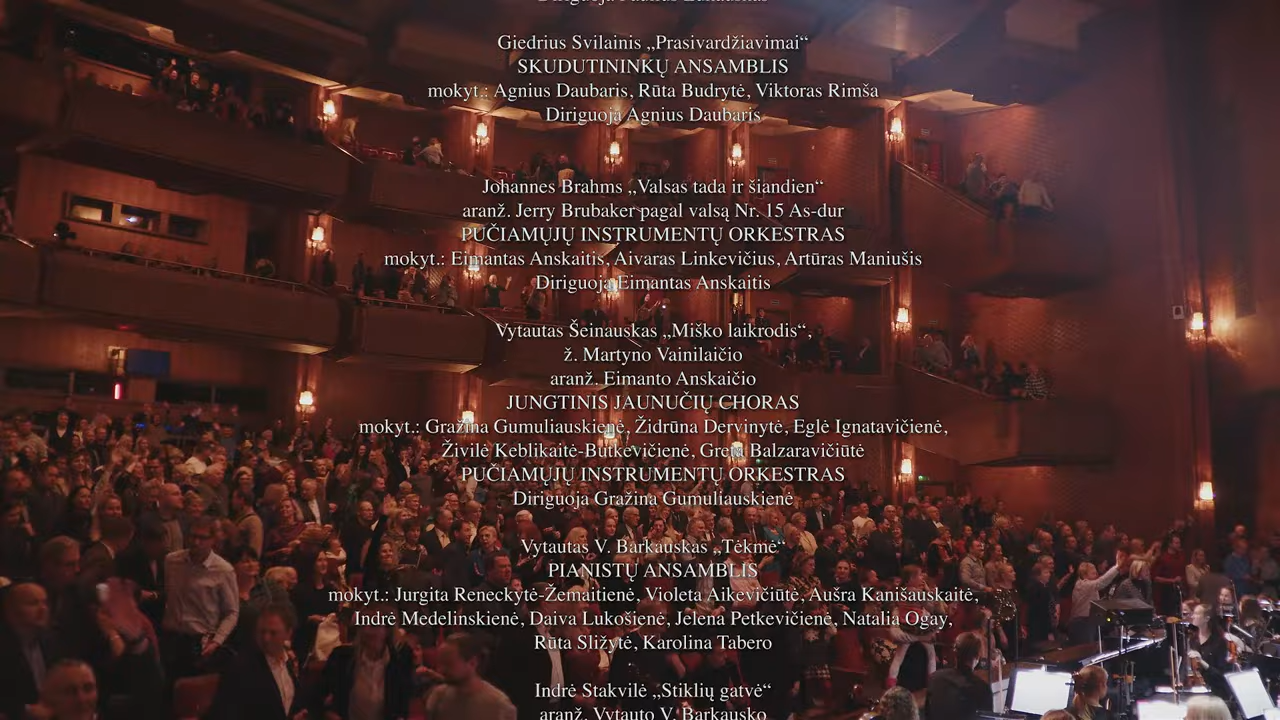 Giedrius Svilainis „Prasivardžiavimai“
SKUDUTININKŲ ANSAMBLIS
mokyt.: Agnius Daubaris, Rūta Budrytė, Viktoras Rimša
Diriguoja Agnius Daubaris
Johannes Brahms „Valsas tada ir šiandien“
aranž. Jerry Brubaker pagal valsą Nr. 15 As-dur
PUČIAMŲJŲ INSTRUMENTŲ ORKESTRAS
mokyt.: Eimantas Anskaitis, Aivaras Linkevičius, Artūras Maniušis
Diriguoja Eimantas Anskaitis
Vytautas Šeinauskas „Miško laikrodis“,
ž. Martyno Vainilaičio
aranž. Eimanto Anskaičio
JUNGTINIS JAUNUČIŲ CHORAS
mokyt.: Gražina Gumuliauskienė, Židrūna Dervinytė, Eglė Ignatavičienė,
Živilė Keblikaitė-Butkevičienė, Greta Balzaravičiūtė
PUČIAMŲJŲ INSTRUMENTŲ ORKESTRAS
Diriguoja Gražina Gumuliauskienė
Vytautas V. Barkauskas „Tėkmė“
PIANISTŲ ANSAMBLIS
mokyt.: Jurgita Reneckytė-Žemaitienė, Violeta Aikevičiūtė, Aušra Kanišauskaitė,
Indrė Medelinskienė, Daiva Lukošienė, Jelena Petkevičienė, Natalia Ogay,
Rūta Sližytė, Karolina Tabero
Indrė Stakvilė „Stiklių gatvė“
aranž. Vytauto V. Barkausko